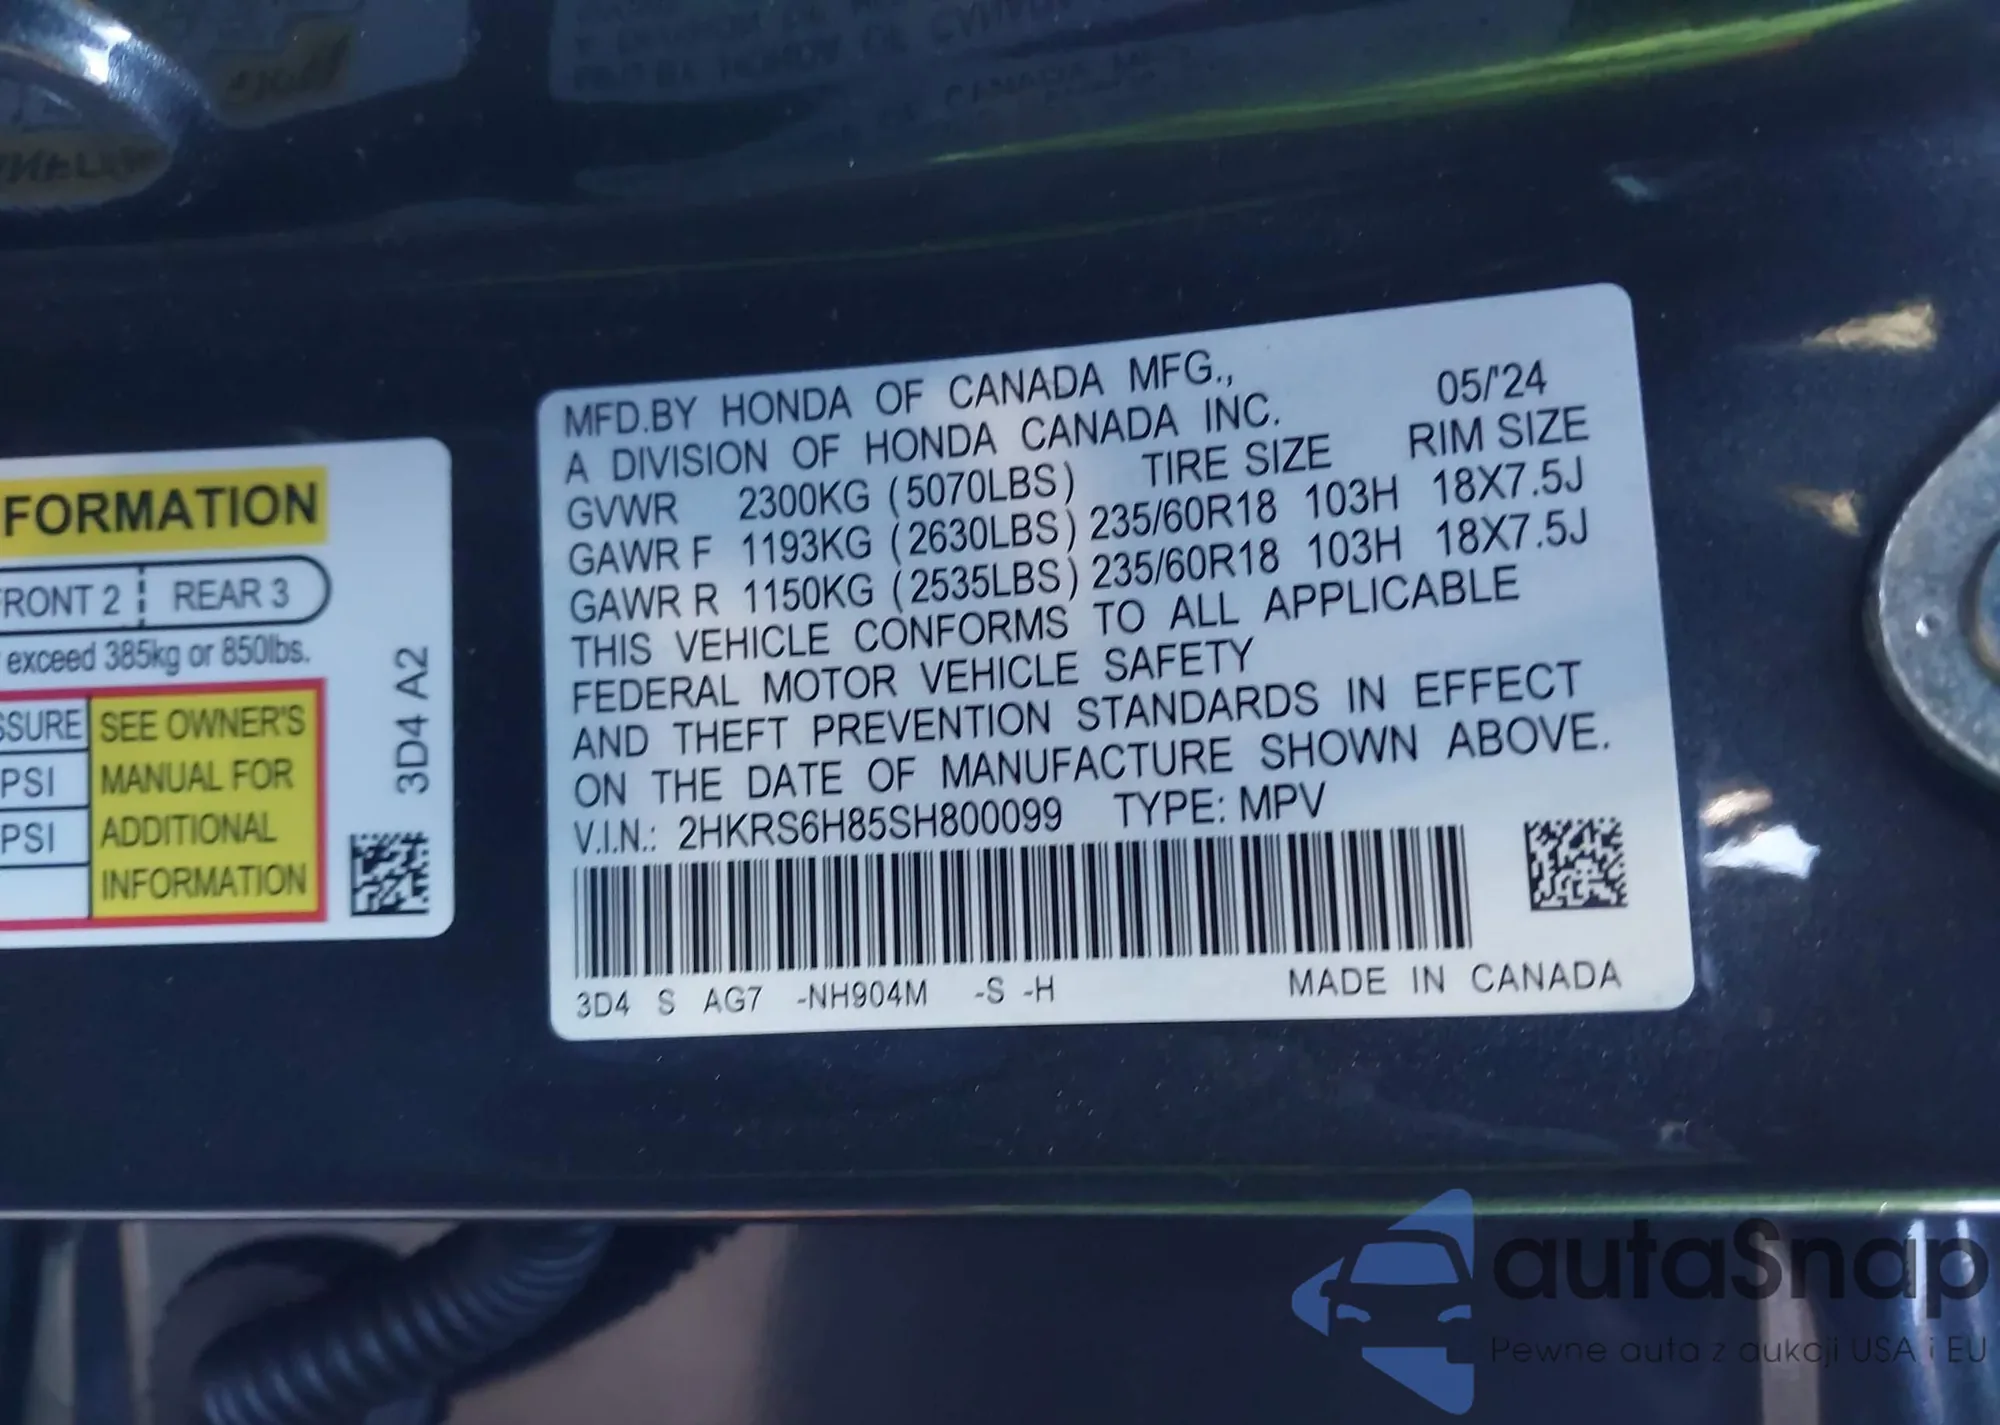 FORMATION
FRONT 2 REAR 3
exceed 385kg or 850lbs.
SSURE SEE OWNER'S
PSI MANUAL FOR
PSI ADDITIONAL
INFORMATION
3D4 A2
MFD.BY HONDA OF CANADA MFG., 05/'24
A DIVISION OF HONDA CANADA INC.
TIRE SIZE RIM SIZE
GVWR 2300KG (5070LBS)
GAWR F 1193KG (2630LBS) 235/60R18 103H 18X7.5J
GAWR R 1150KG (2535LBS) 235/60R18 103H 18X7.5J
THIS VEHICLE CONFORMS TO ALL APPLICABLE
FEDERAL MOTOR VEHICLE SAFETY
AND THEFT PREVENTION STANDARDS IN EFFECT
ON THE DATE OF MANUFACTURE SHOWN ABOVE.
V.I.N.: 2HKRS6H85SH800099 TYPE: MPV
3D4 S AG7 -NH904M -S -H MADE IN CANADA
autaSnap
Pewne auta z aukcji USA i EU